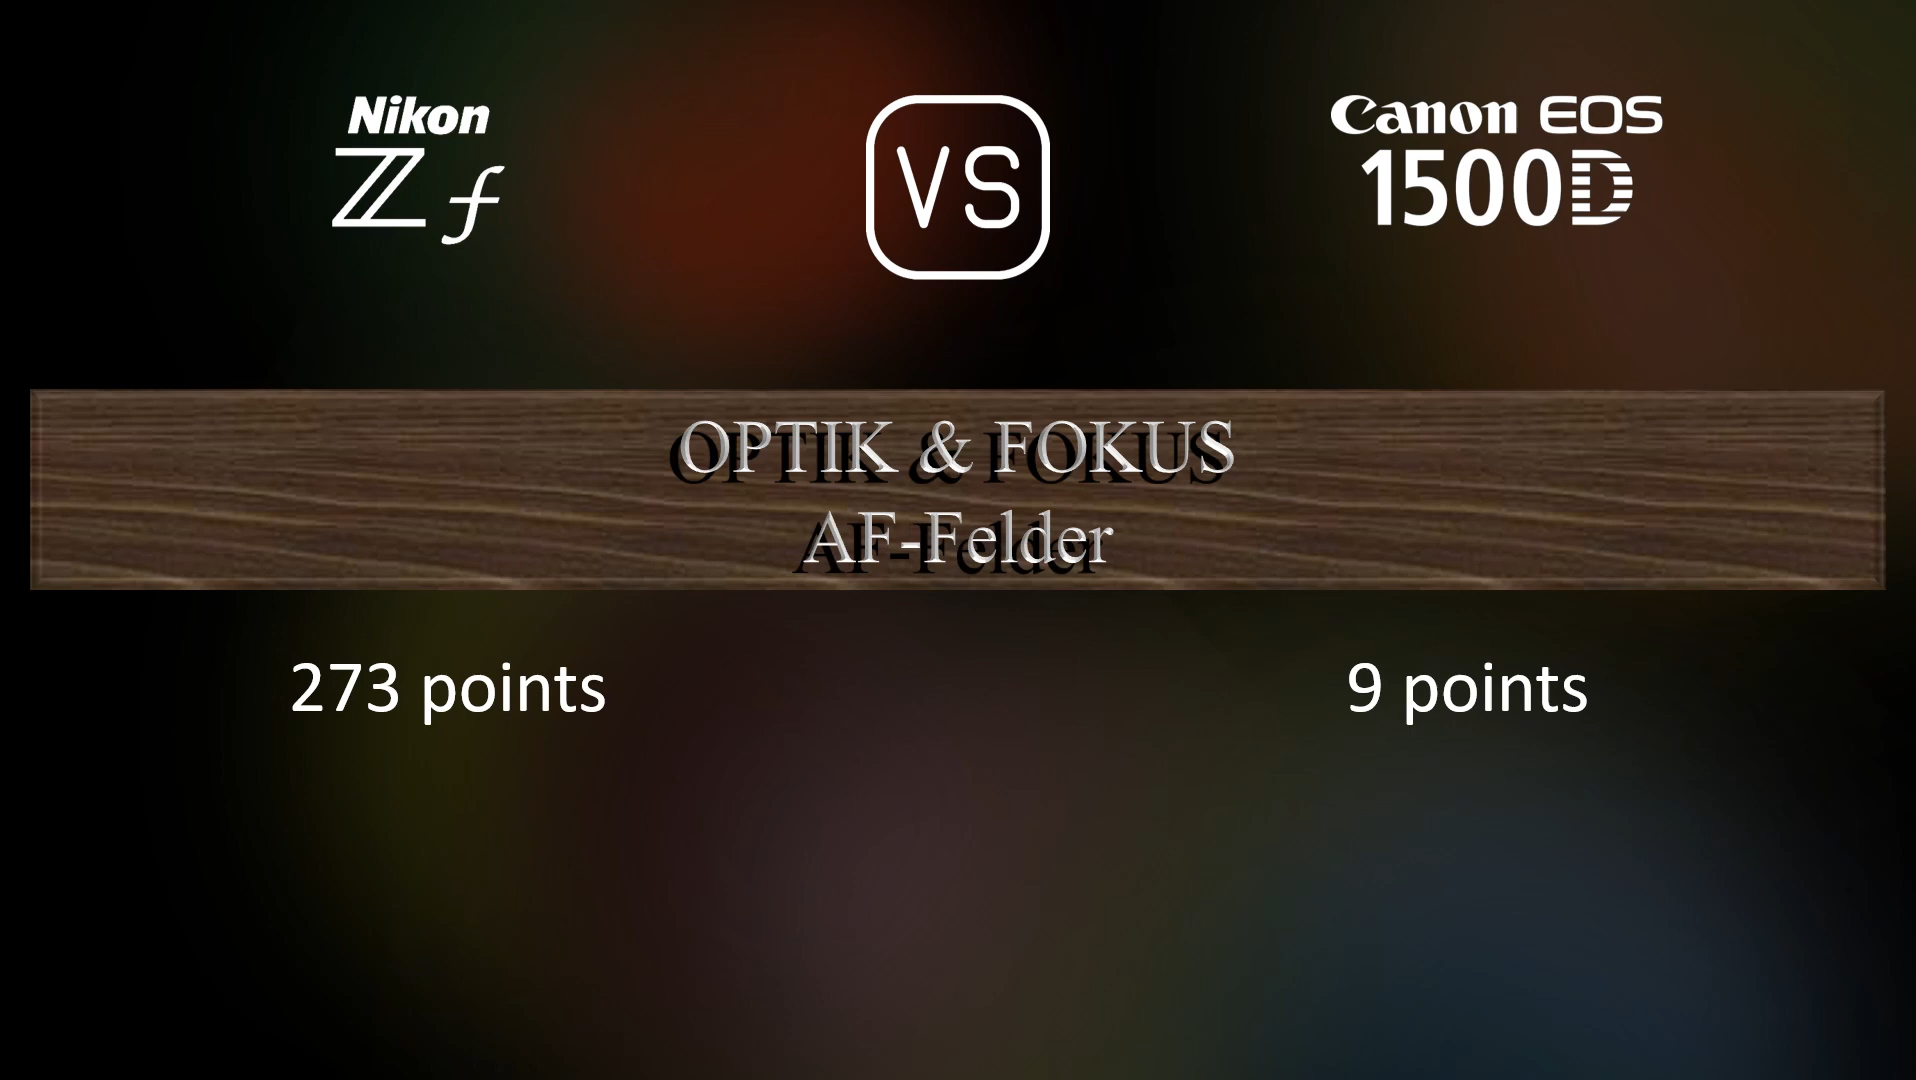 Nikon
Z f
VS
Canon EOS
1500D
OPTIK & FOKUS
AF-Felder
273 points
9 points